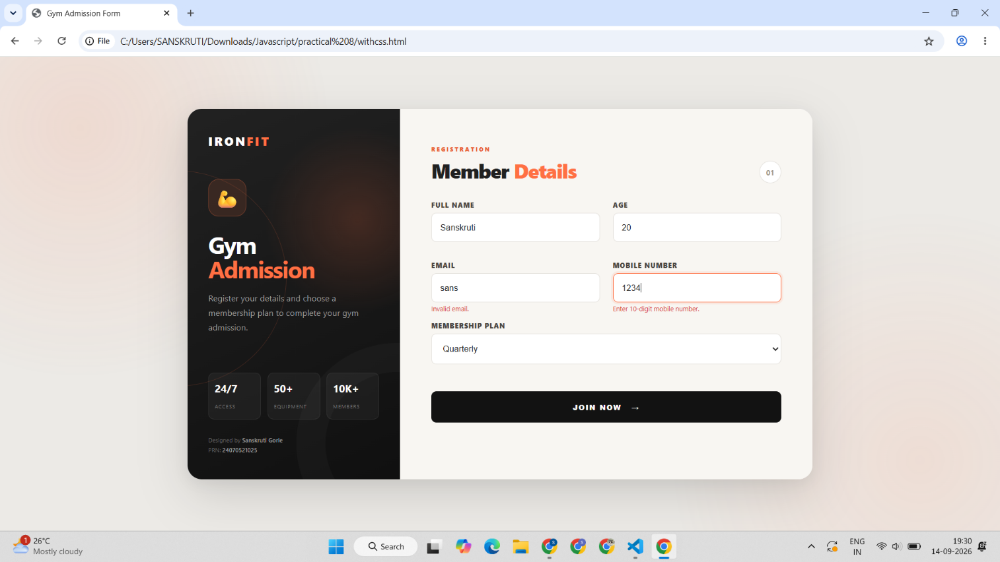 Gym Admission Form
File
C:/Users/SANSKRUTI/Downloads/Javascript/practical%208/withcss.html
IRONFIT
Gym
Admission
Register your details and choose a
membership plan to complete your gym
admission.
24/7
ACCESS
50+
EQUIPMENT
10K+
MEMBERS
Designed by Sanskruti Gorle
PRN: 24070521025
REGISTRATION
Member Details
01
FULL NAME
Sanskruti
AGE
20
EMAIL
sans
Invalid email.
MOBILE NUMBER
1234
Enter 10-digit mobile number.
MEMBERSHIP PLAN
Quarterly
JOIN NOW →
1
26°C
Mostly cloudy
Search
ENG
IN
19:30
14-09-2026